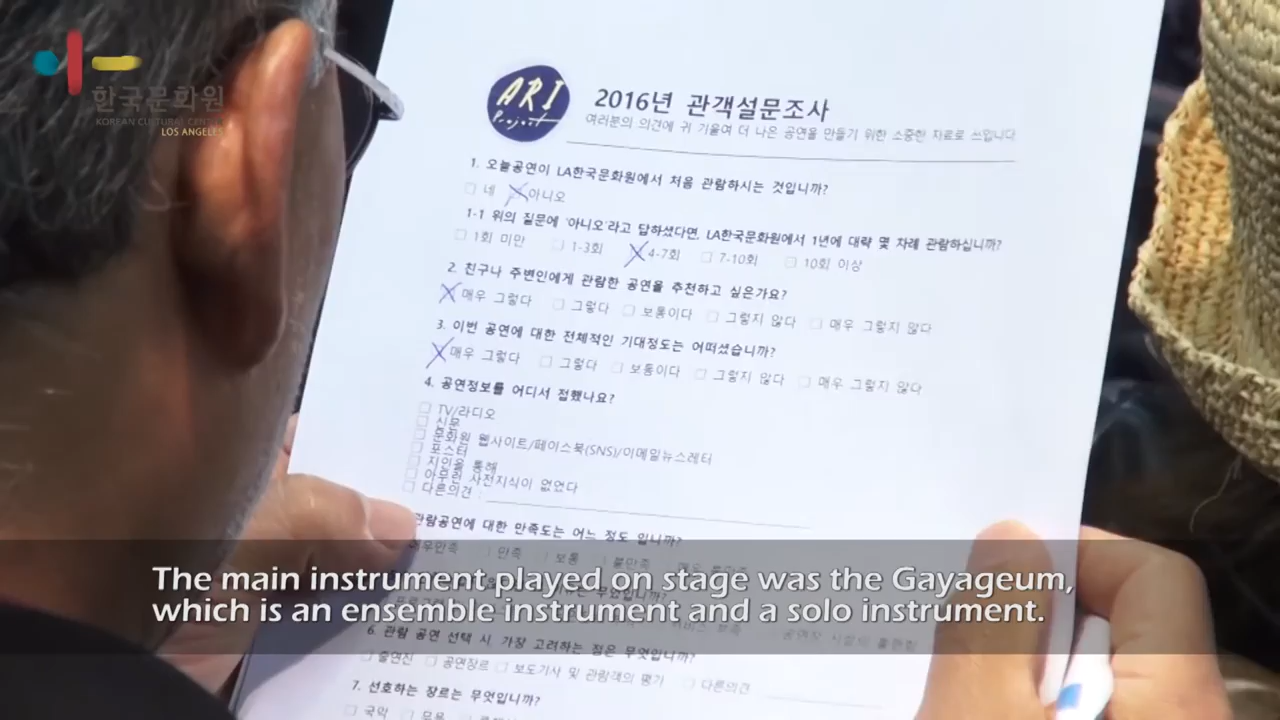 한국문화원
KOREAN CULTURAL CENTER
LOS ANGELES
ARI
Project
2016년 관객설문조사
여러분의 의견에 귀 기울여 더 나은 공연을 만들기 위한 소중한 자료로 쓰입니다
1. 오늘공연이 LA한국문화원에서 처음 관람하시는 것입니까?
□ 네 □ 아니오
1-1 위의 질문에 '아니오'라고 답하셨다면, LA한국문화원에서 1년에 대략 몇 차례 관람하십니까?
□ 1회 미만 □ 1-3회 □ 4-7회 □ 7-10회 □ 10회 이상
2. 친구나 주변인에게 관람한 공연을 추천하고 싶은가요?
□ 매우 그렇다 □ 그렇다 □ 보통이다 □ 그렇지 않다 □ 매우 그렇지 않다
3. 이번 공연에 대한 전체적인 기대정도는 어떠셨습니까?
□ 매우 그렇다 □ 그렇다 □ 보통이다 □ 그렇지 않다 □ 매우 그렇지 않다
4. 공연정보를 어디서 접했나요?
□ TV/라디오
□ 신문
□ 문화원 웹사이트/페이스북(SNS)/이메일뉴스레터
□ 포스터
□ 지인을 통해
□ 아무런 사전지식이 없었다
□ 다른의견 :
관람공연에 대한 만족도는 어느 정도 입니까?
매우만족 □ 만족 □ 보통 □ 불만족
The main instrument played on stage was the Gayageum,
which is an ensemble instrument and a solo instrument.
6. 관람 공연 선택 시 가장 고려하는 점은 무엇입니까?
□ 출연진 □ 공연장르 □ 보도기사 및 관람객의 평가 □ 다른의견
7. 선호하는 장르는 무엇입니까?
□ 국악 □ 무용